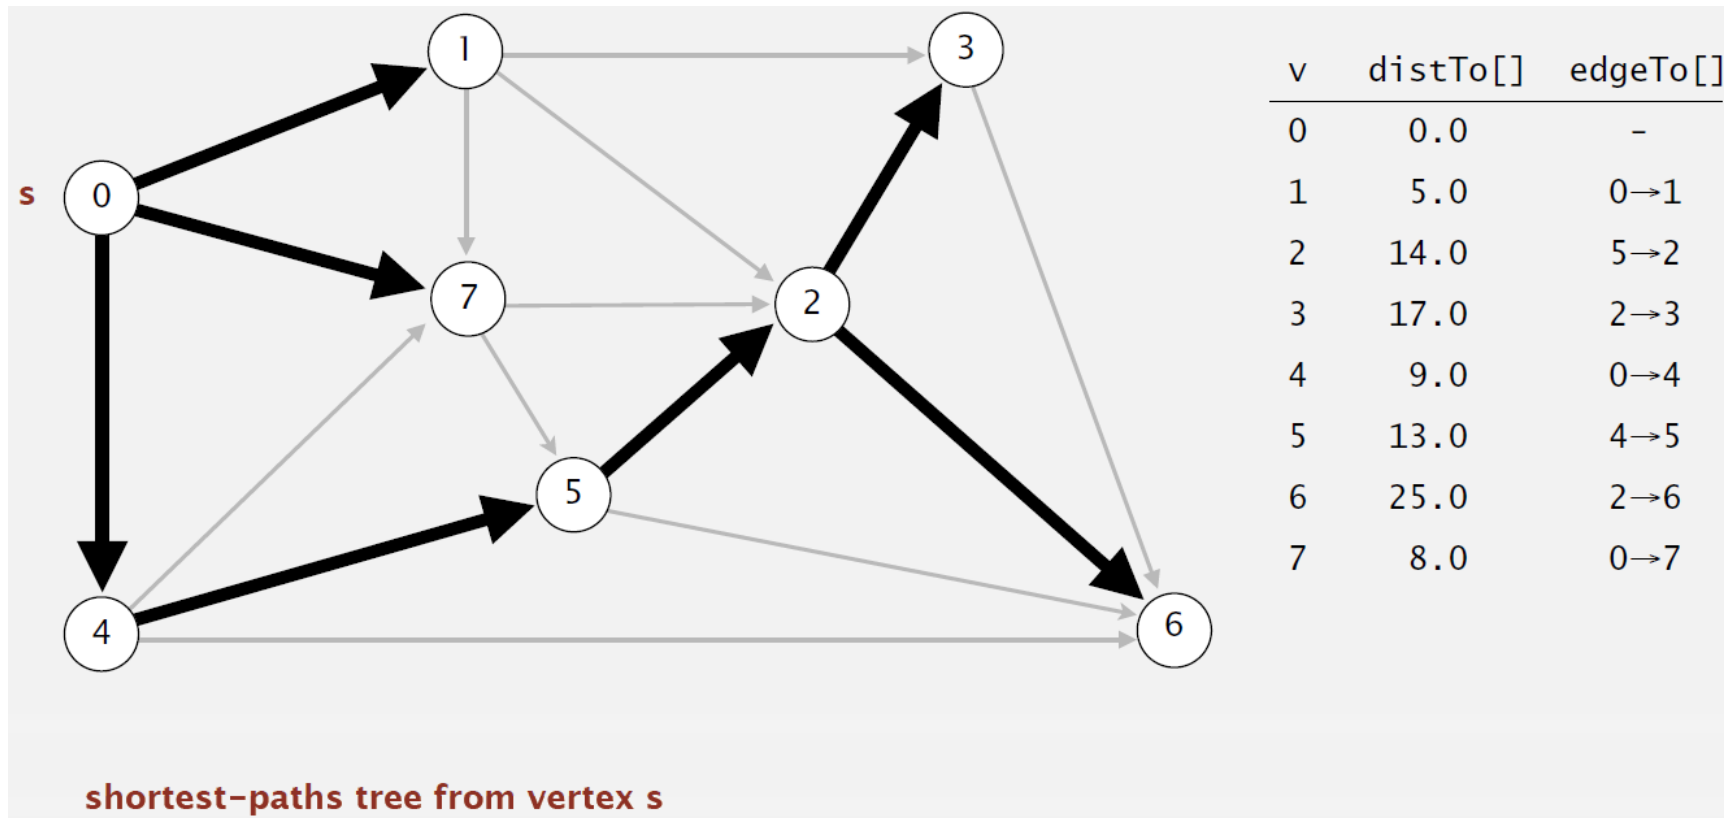 1
3
s 0
7
2
5
4
6
v distTo[] edgeTo[]
0 0.0 -
1 5.0 0→1
2 14.0 5→2
3 17.0 2→3
4 9.0 0→4
5 13.0 4→5
6 25.0 2→6
7 8.0 0→7
shortest-paths tree from vertex s